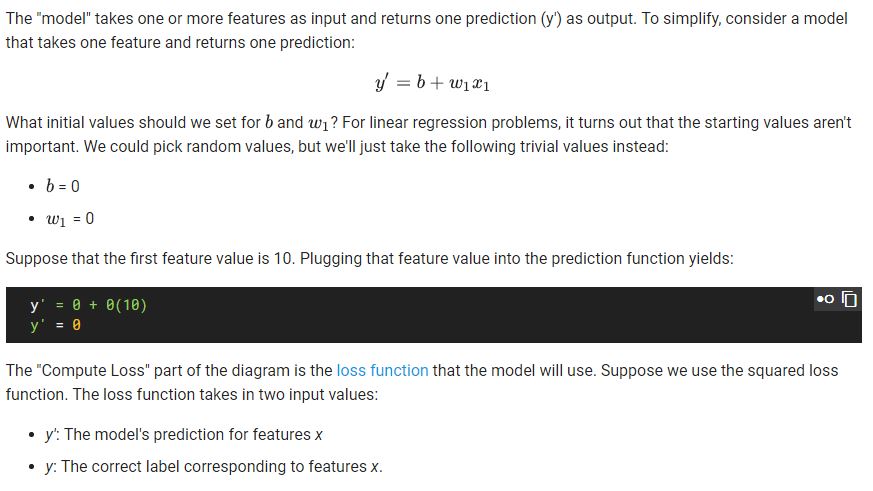 The "model" takes one or more features as input and returns one prediction (y') as output. To simplify, consider a model
that takes one feature and returns one prediction:
y′ = b + w₁x₁
What initial values should we set for b and w₁? For linear regression problems, it turns out that the starting values aren't
important. We could pick random values, but we'll just take the following trivial values instead:
• b = 0
• w₁ = 0
Suppose that the first feature value is 10. Plugging that feature value into the prediction function yields:
y' = 0 + 0(10)
y' = 0
The "Compute Loss" part of the diagram is the loss function that the model will use. Suppose we use the squared loss
function. The loss function takes in two input values:
• y': The model's prediction for features x
• y: The correct label corresponding to features x.